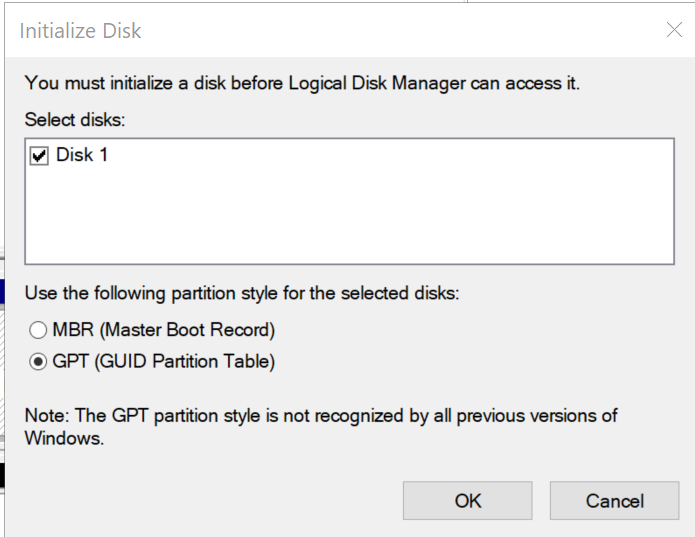 Initialize Disk
You must initialize a disk before Logical Disk Manager can access it.
Select disks:
Disk 1
Use the following partition style for the selected disks:
MBR (Master Boot Record)
GPT (GUID Partition Table)
Note: The GPT partition style is not recognized by all previous versions of
Windows.
OK
Cancel